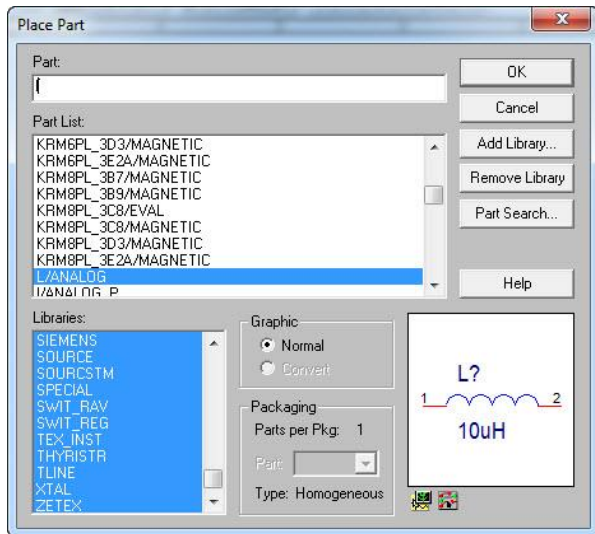 Place Part
Part:
l
OK
Cancel
Part List:
KRM6PL_3D3/MAGNETIC
KRM6PL_3E2A/MAGNETIC
KRM8PL_3B7/MAGNETIC
KRM8PL_3B9/MAGNETIC
KRM8PL_3C8/EVAL
KRM8PL_3C8/MAGNETIC
KRM8PL_3D3/MAGNETIC
KRM8PL_3E2A/MAGNETIC
L/ANALOG
L/ANALOG_P
Add Library...
Remove Library
Part Search...
Help
Libraries:
SIEMENS
SOURCE
SOURCSTM
SPECIAL
SWIT_RAV
SWIT_REG
TEX_INST
THYRISTR
TLINE
XTAL
ZETEX
Graphic
Normal
Convert
Packaging
Parts per Pkg: 1
Part:
Type: Homogeneous
L?
1 2
10uH